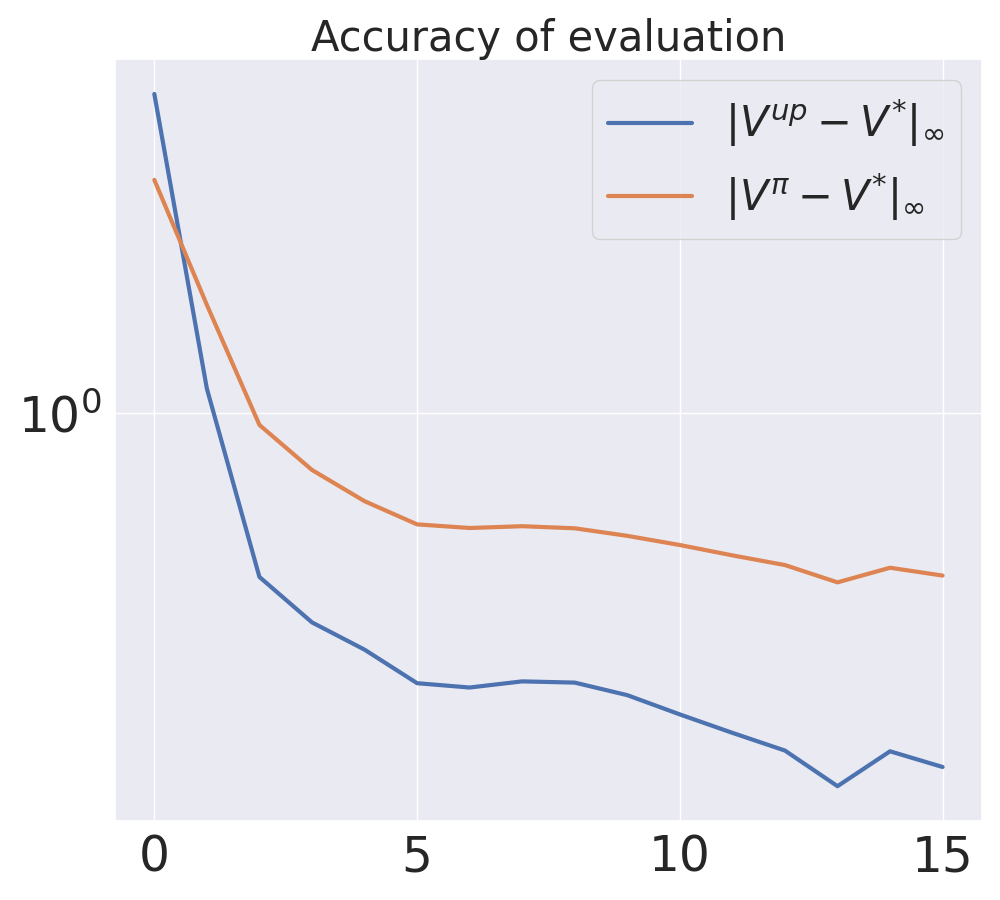 Accuracy of evaluation
|V^{up} − V^{*}|_∞
|V^{π} − V^{*}|_∞
10^0
0 5 10 15